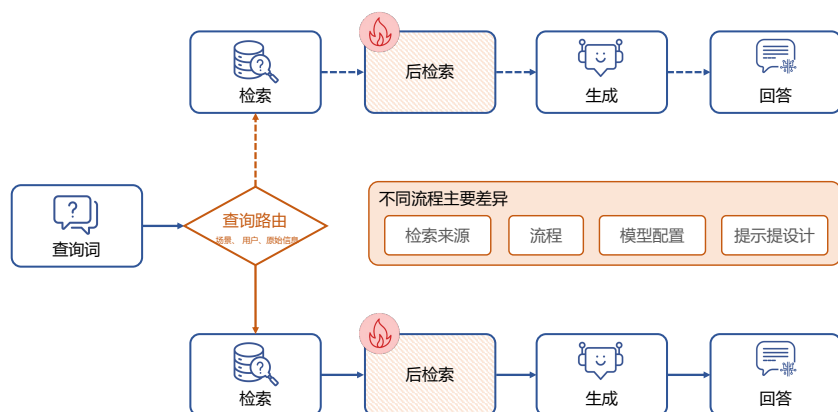 检索
后检索
生成
回答
查询词
查询路由
场景、用户、原始信息
不同流程主要差异
检索来源
流程
模型配置
提示提设计
检索
后检索
生成
回答